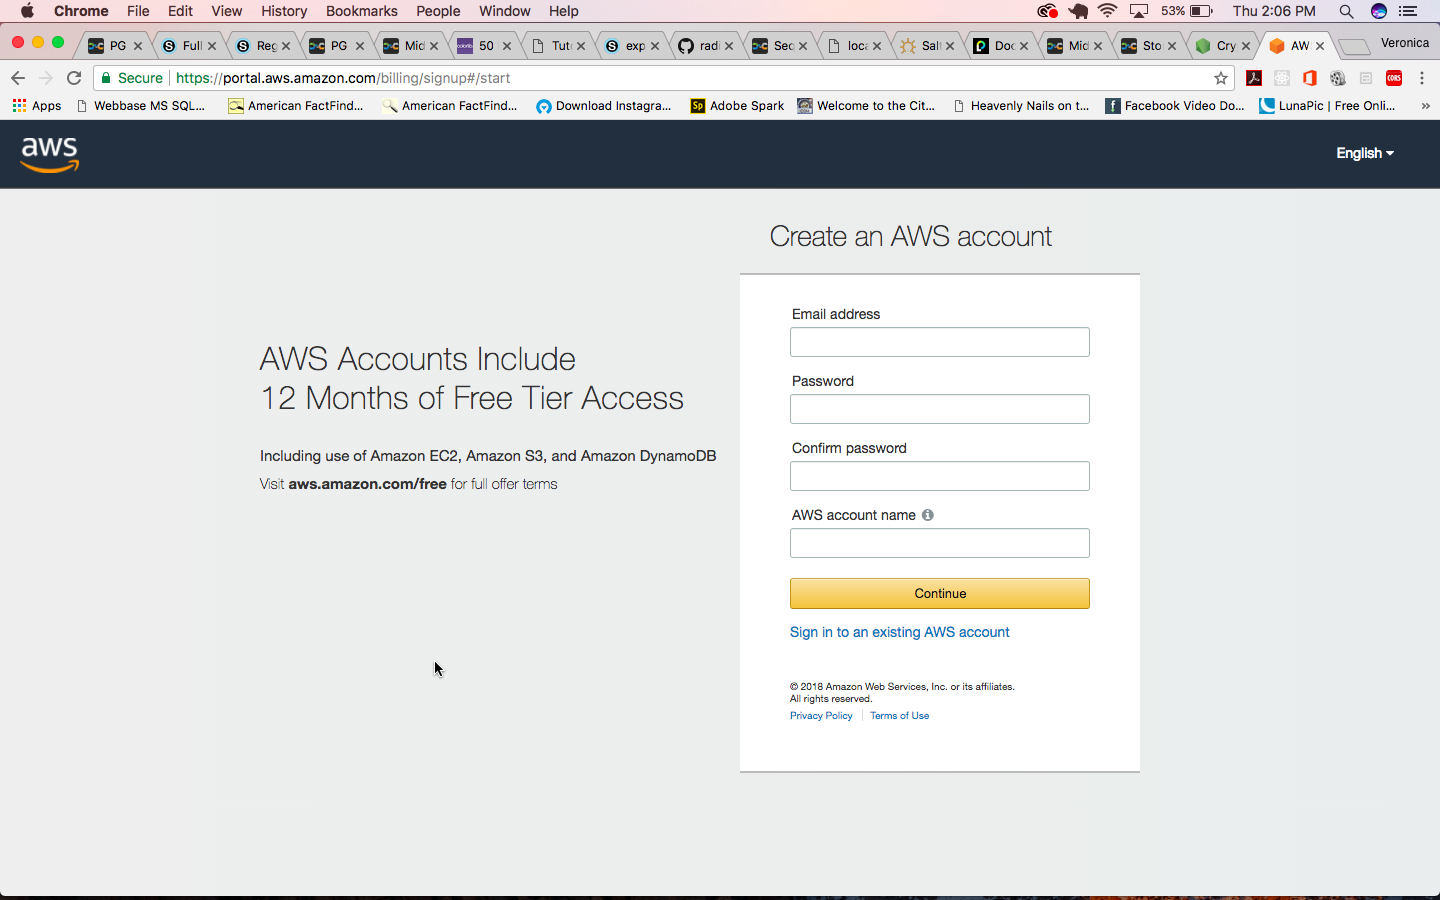 Chrome File Edit View History Bookmarks People Window Help 53% Thu 2:06 PM
PG Full Reg PG Mid 50 Tut exp radi Seq loca Salt Doc Mid Sto Cry AW Veronica
Secure https://portal.aws.amazon.com/billing/signup#/start
Apps Webbase MS SQL... American FactFind... American FactFind... Download Instagra... Sp Adobe Spark Welcome to the Cit... Heavenly Nails on t... Facebook Video Do... LunaPic | Free Onli... »
aws
English
Create an AWS account
Email address
AWS Accounts Include
12 Months of Free Tier Access
Password
Including use of Amazon EC2, Amazon S3, and Amazon DynamoDB
Visit aws.amazon.com/free for full offer terms
Confirm password
AWS account name
Continue
Sign in to an existing AWS account
© 2018 Amazon Web Services, Inc. or its affiliates.
All rights reserved.
Privacy Policy Terms of Use